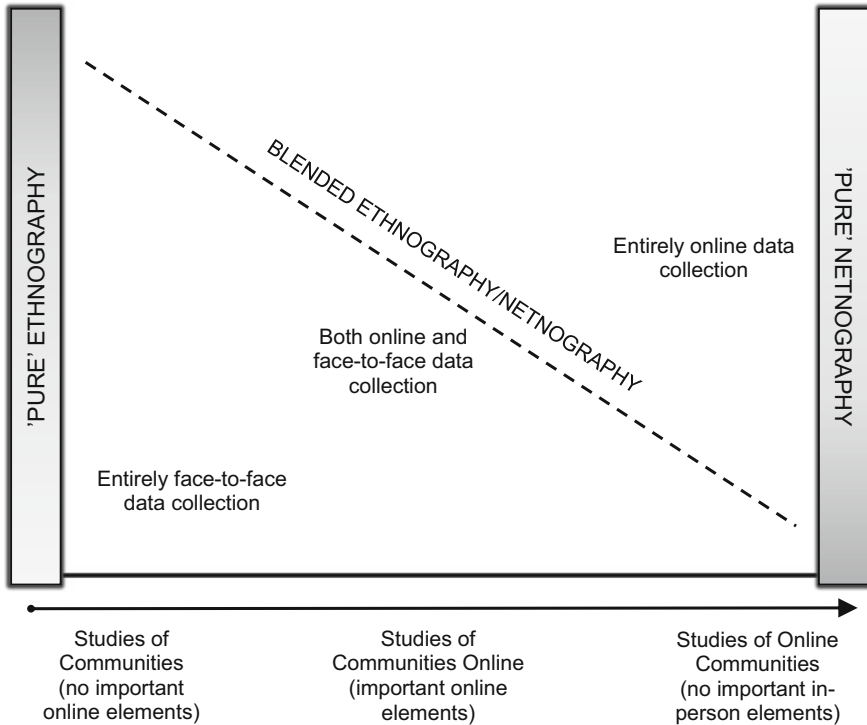 'PURE' ETHNOGRAPHY
BLENDED ETHNOGRAPHY/NETNOGRAPHY
'PURE' NETNOGRAPHY
Entirely online data
collection
Both online and
face-to-face data
collection
Entirely face-to-face
data collection
Studies of
Communities
(no important
online elements)
Studies of
Communities Online
(important online
elements)
Studies of Online
Communities
(no important in-
person elements)